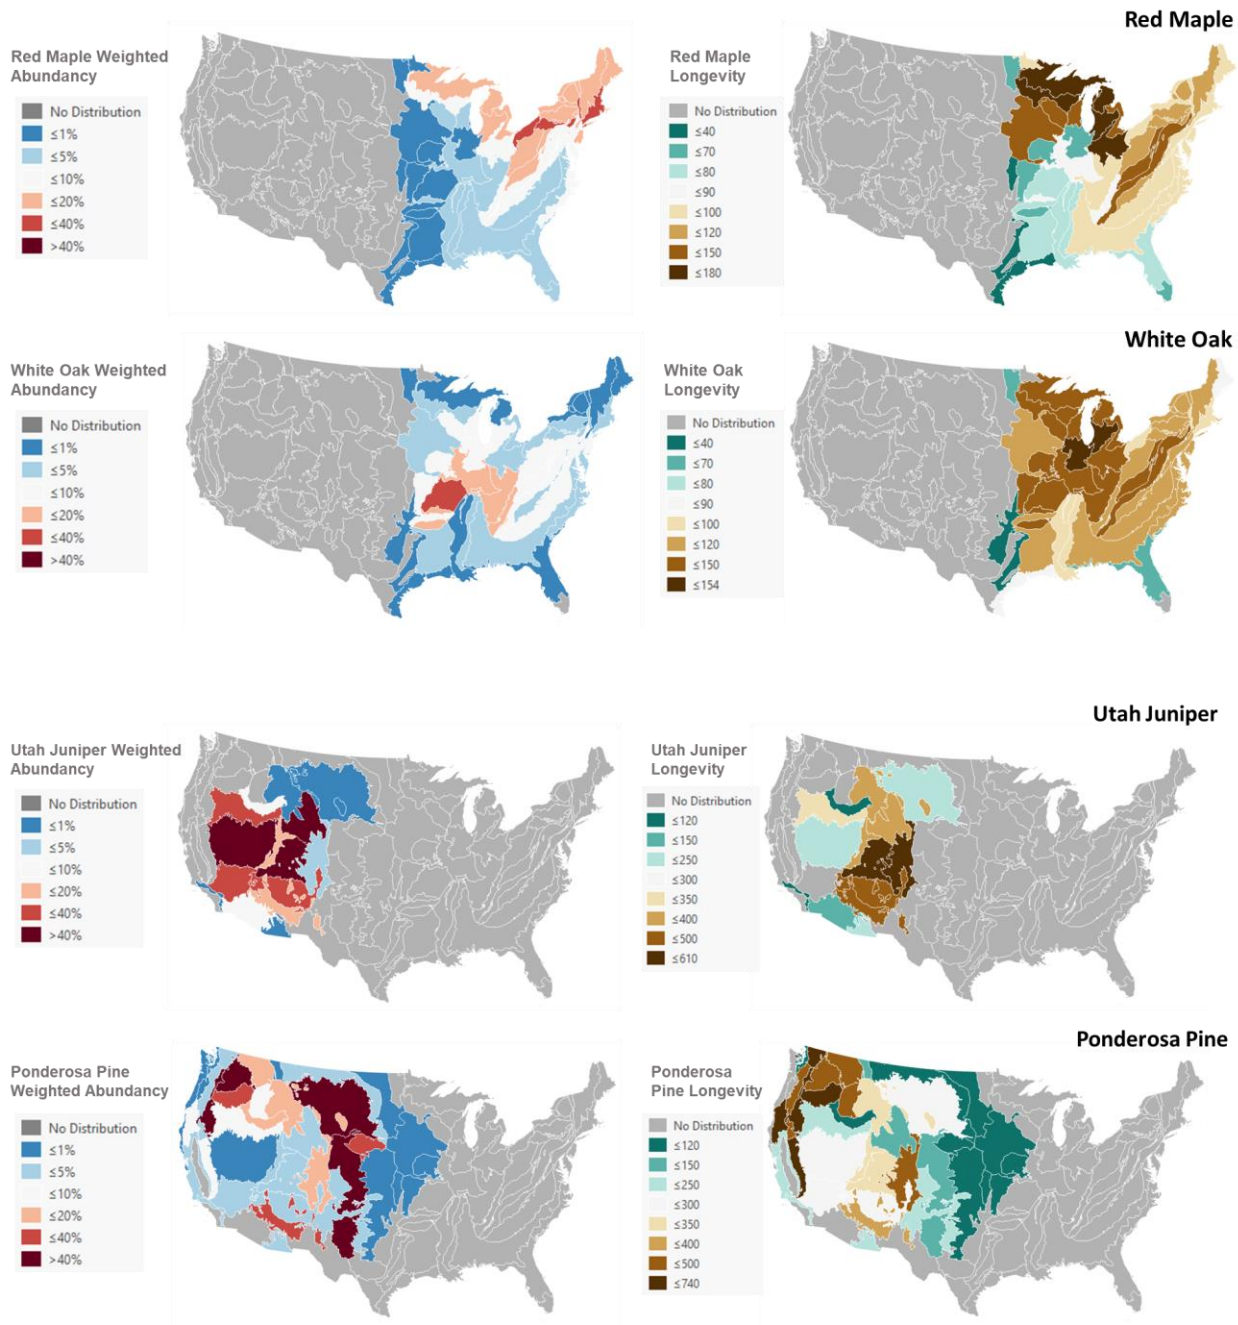 Red Maple
Red Maple Weighted
Abundancy
No Distribution
≤1%
≤5%
≤10%
≤20%
≤40%
>40%
Red Maple
Longevity
No Distribution
≤40
≤70
≤80
≤90
≤100
≤120
≤150
≤180
White Oak
White Oak Weighted
Abundancy
No Distribution
≤1%
≤5%
≤10%
≤20%
≤40%
>40%
White Oak
Longevity
No Distribution
≤40
≤70
≤80
≤90
≤100
≤120
≤150
≤154
Utah Juniper
Utah Juniper Weighted
Abundancy
No Distribution
≤1%
≤5%
≤10%
≤20%
≤40%
>40%
Utah Juniper
Longevity
No Distribution
≤120
≤150
≤250
≤300
≤350
≤400
≤500
≤610
Ponderosa Pine
Ponderosa Pine
Weighted Abundancy
No Distribution
≤1%
≤5%
≤10%
≤20%
≤40%
>40%
Ponderosa
Pine Longevity
No Distribution
≤120
≤150
≤250
≤300
≤350
≤400
≤500
≤740